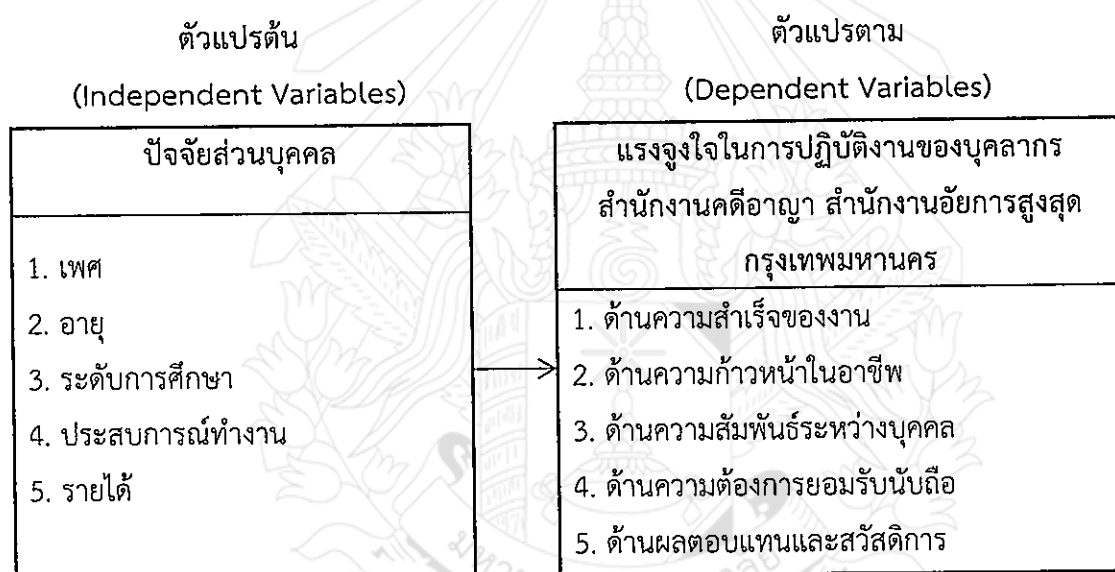 ตัวแปรต้น
(Independent Variables)
ปัจจัยส่วนบุคคล
1. เพศ
2. อายุ
3. ระดับการศึกษา
4. ประสบการณ์ทำงาน
5. รายได้
ตัวแปรตาม
(Dependent Variables)
แรงจูงใจในการปฏิบัติงานของบุคลากร
สำนักงานคดีอาญา สำนักงานอัยการสูงสุด
กรุงเทพมหานคร
1. ด้านความสำเร็จของงาน
2. ด้านความก้าวหน้าในอาชีพ
3. ด้านความสัมพันธ์ระหว่างบุคคล
4. ด้านความต้องการยอมรับนับถือ
5. ด้านผลตอบแทนและสวัสดิการ